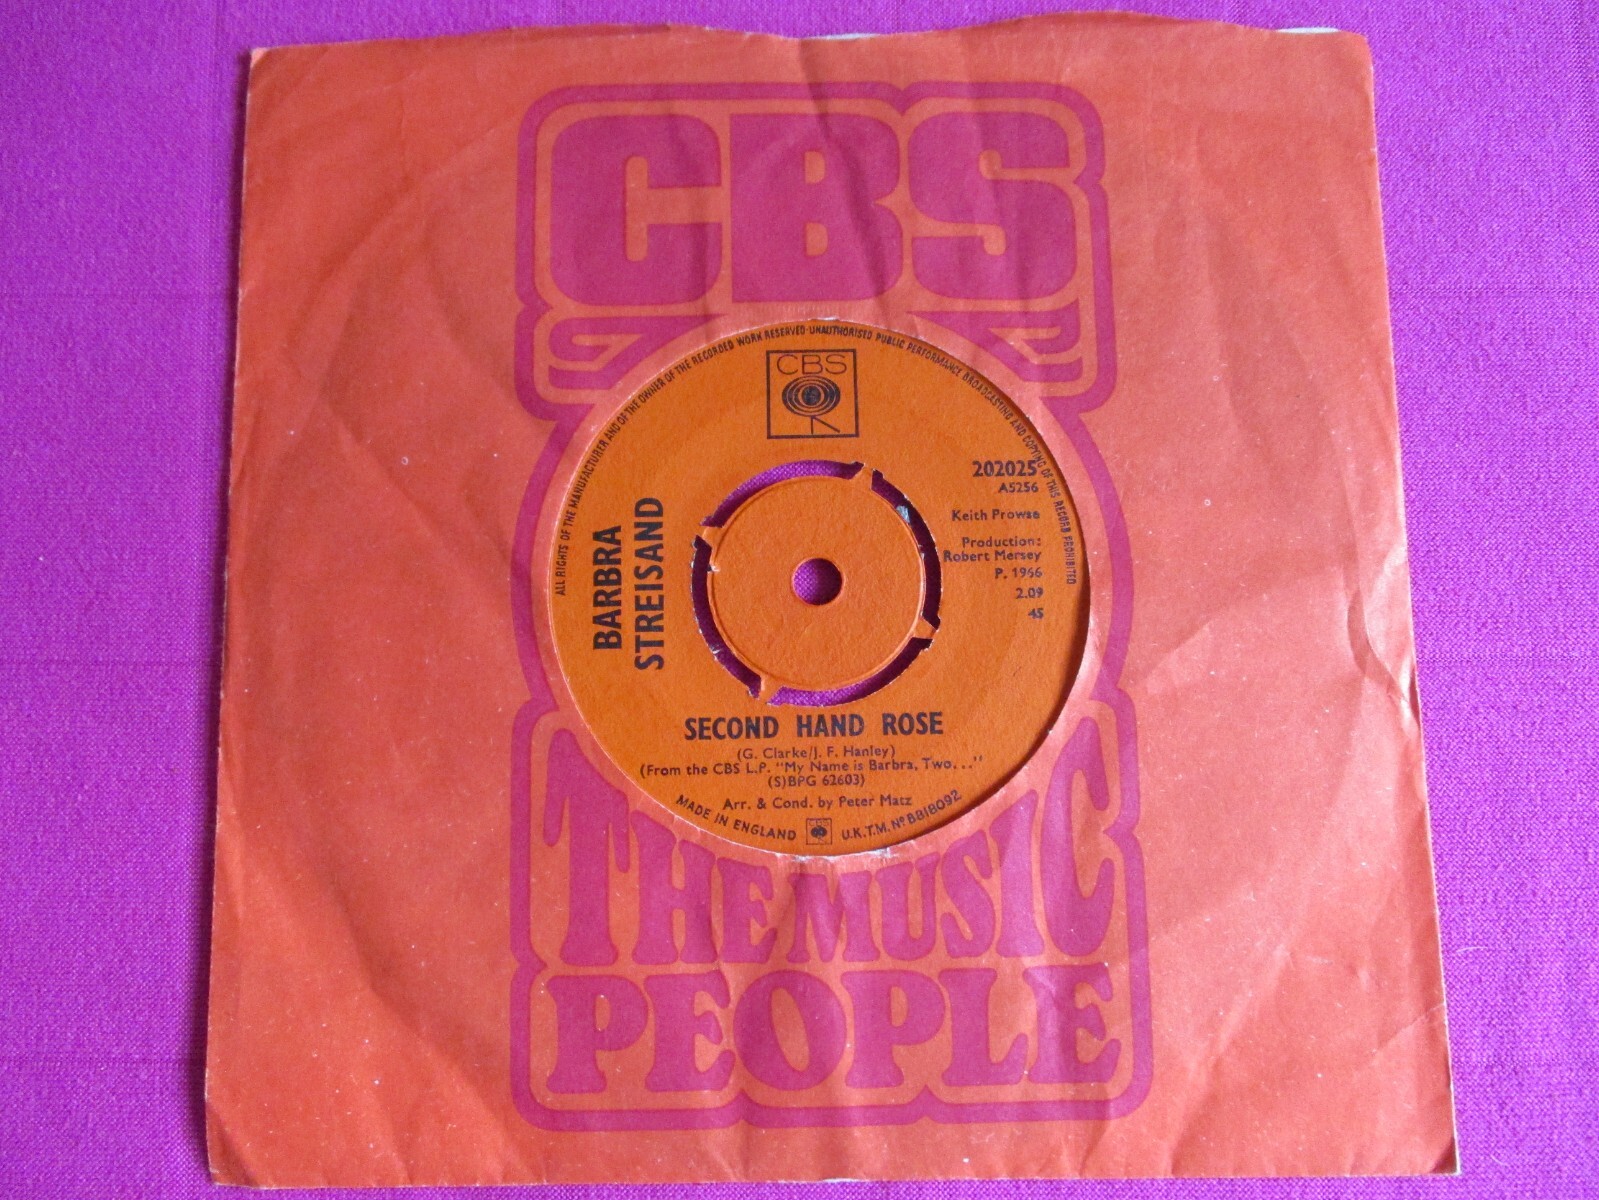 CBS
ALL RIGHTS OF THE MANUFACTURER AND OF THE OWNER OF THE RECORDED WORK RESERVED·UNAUTHORISED PUBLIC PERFORMANCE BROADCASTING AND COPYING OF THIS RECORD PROHIBITED
CBS
202025
A5256
Keith Prowse
Production:
Robert Mersey
P. 1966
2.09
45
BARBRA
STREISAND
SECOND HAND ROSE
(G. Clarke/J. F. Hanley)
(From the CBS L.P. "My Name is Barbra, Two..."
(S)BPG 62603)
Arr. & Cond. by Peter Matz
MADE IN ENGLAND CBS U.K.T.M. Nº B818092
THE MUSIC
PEOPLE